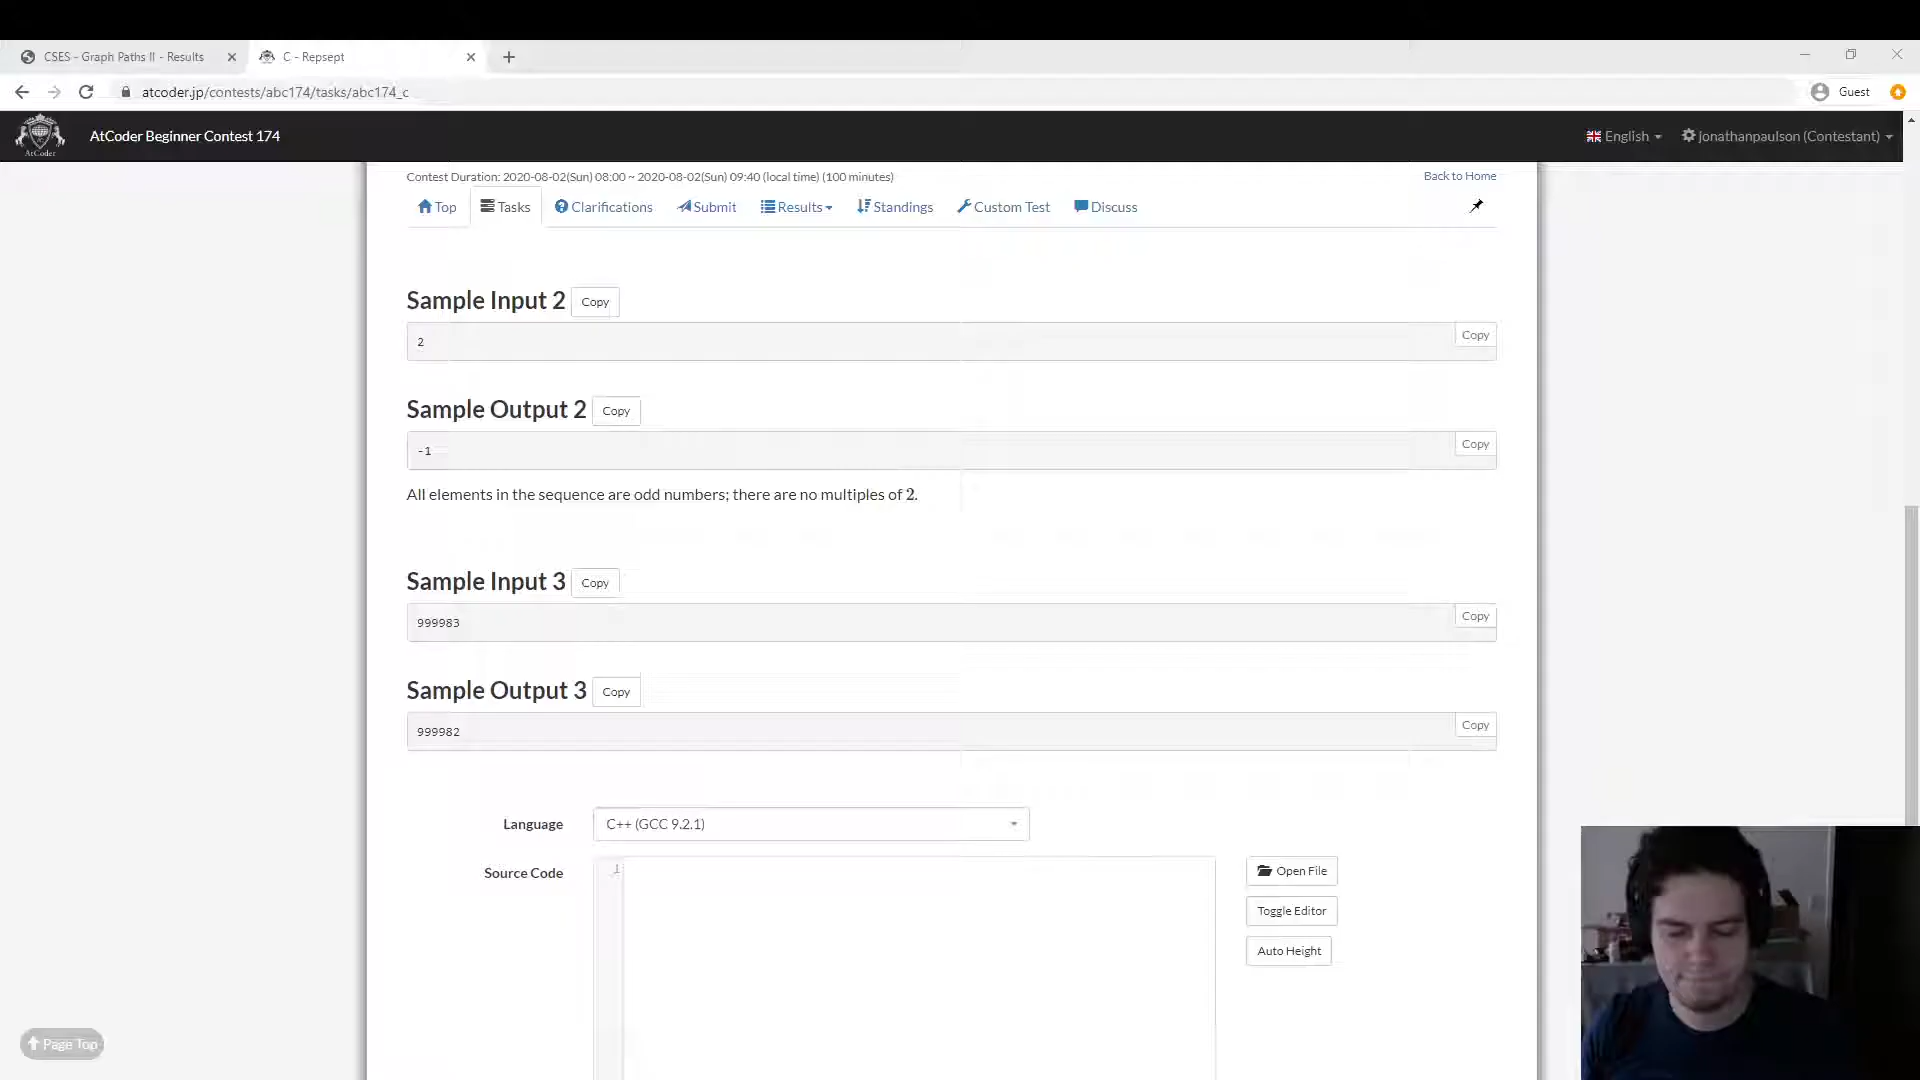 CSES - Graph Paths II - Results
C - Repsept
atcoder.jp/contests/abc174/tasks/abc174_c
Guest
AtCoder
AtCoder Beginner Contest 174
English
jonathanpaulson (Contestant)
Contest Duration: 2020-08-02(Sun) 08:00 ~ 2020-08-02(Sun) 09:40 (local time) (100 minutes)
Back to Home
Top
Tasks
Clarifications
Submit
Results
Standings
Custom Test
Discuss
Sample Input 2
Copy
Copy
2
Sample Output 2
Copy
Copy
-1
All elements in the sequence are odd numbers; there are no multiples of 2.
Sample Input 3
Copy
Copy
999983
Sample Output 3
Copy
Copy
999982
Language
C++ (GCC 9.2.1)
Source Code
1
Open File
Toggle Editor
Auto Height
Page Top